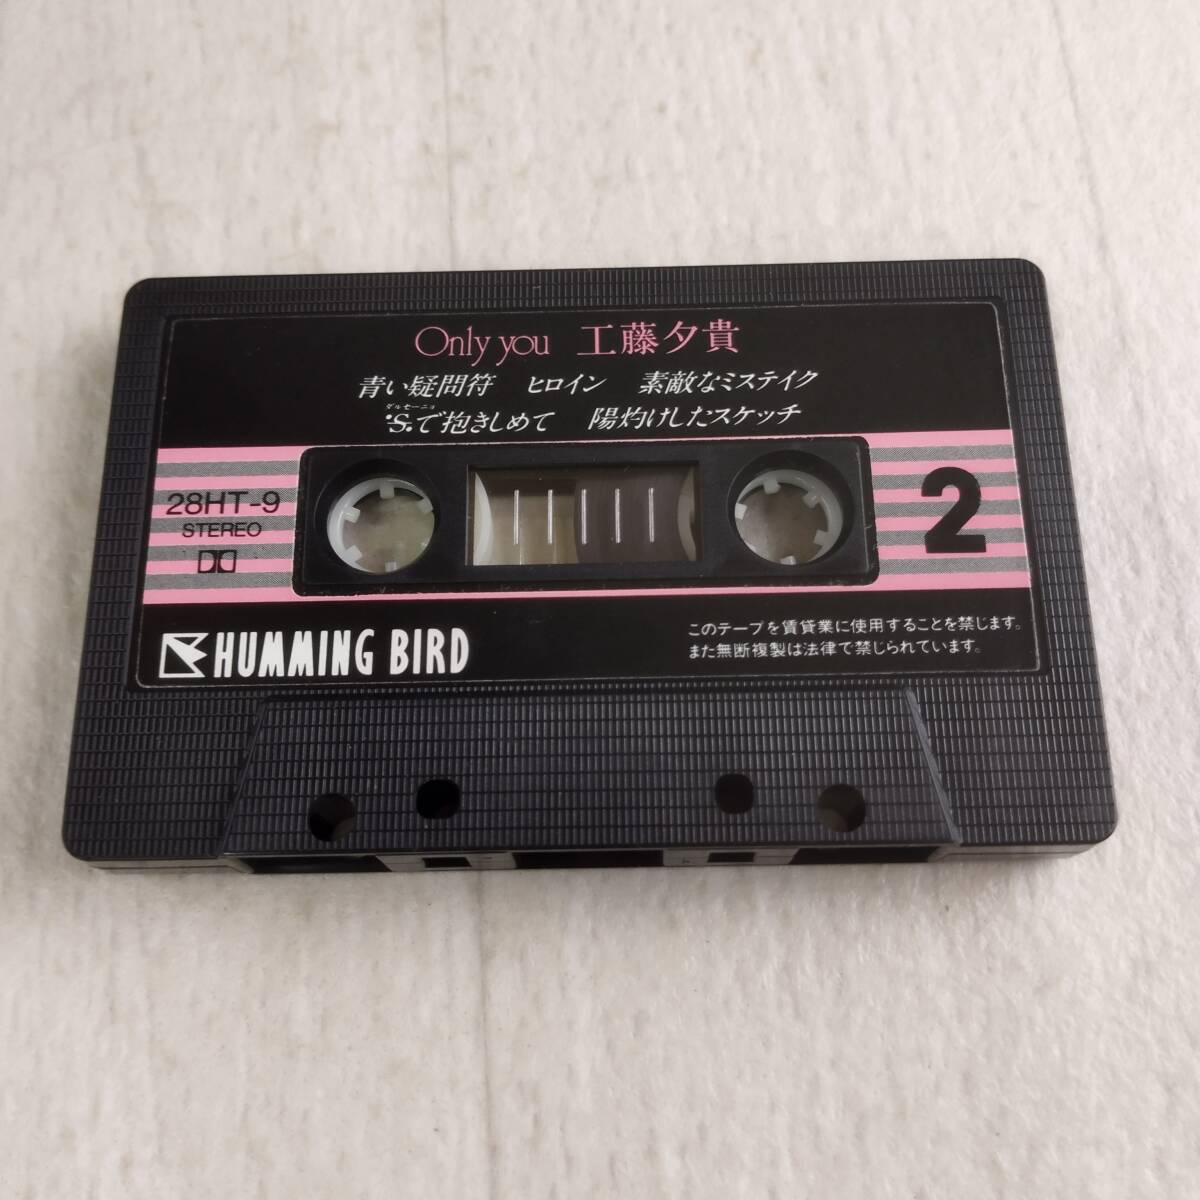 Only you 工藤夕貴
青い疑問符 ヒロイン 素敵なミステイク
ダルセーニョ
𝄋で抱きしめて 陽灼けしたスケッチ
28HT-9
STEREO
2
HUMMING BIRD
このテープを賃貸業に使用することを禁じます。
また無断複製は法律で禁じられています。